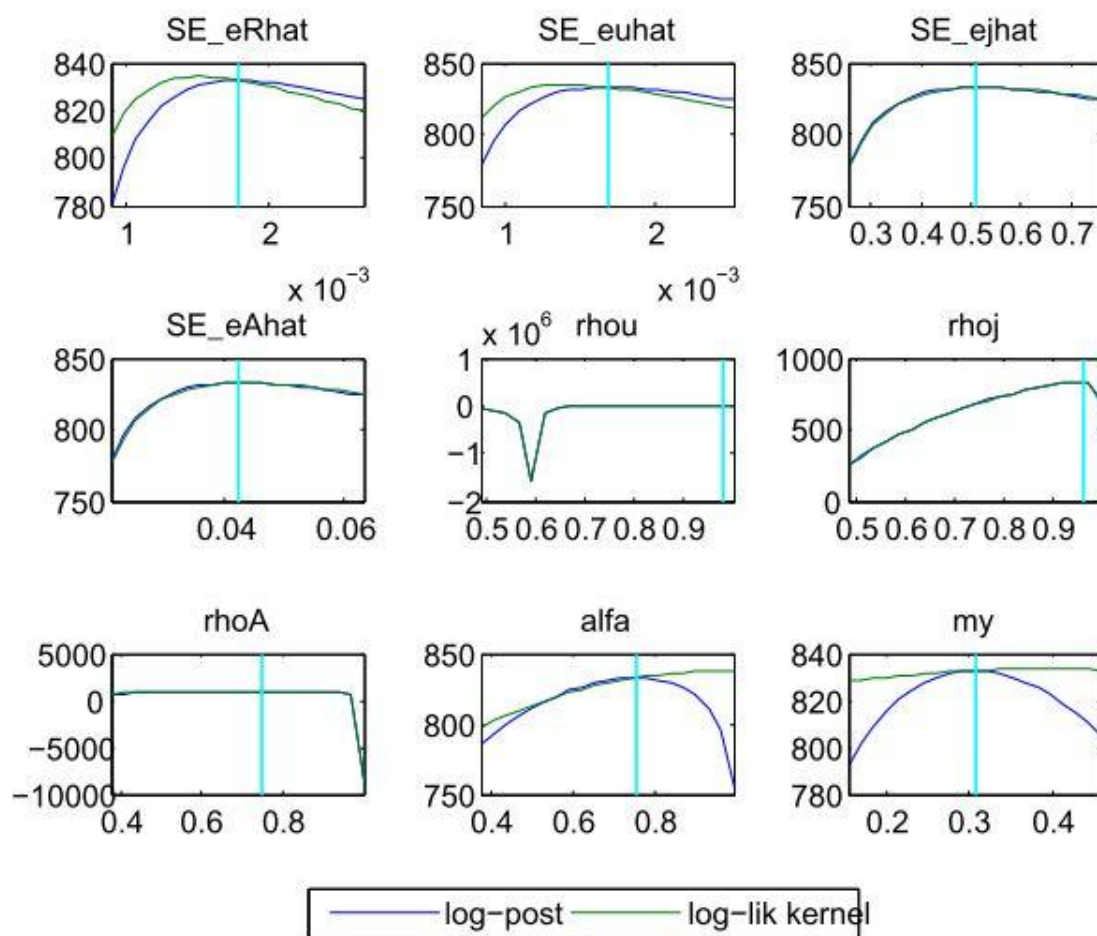 SE_eRhat SE_euhat SE_ejhat
840
820
800
780
1 2
x 10−3
850
800
750
1 2
x 10−3
850
800
750
0.3 0.4 0.5 0.6 0.7
SE_eAhat rhou rhoj
850
800
750
0.04 0.06
x 10 6
1
0
−1
−2
0.5 0.6 0.7 0.8 0.9
1000
500
0
0.5 0.6 0.7 0.8 0.9
rhoA alfa my
5000
0
−5000
−10000
0.4 0.6 0.8
850
800
750
0.4 0.6 0.8
840
820
800
780
0.2 0.3 0.4
log−post log−lik kernel